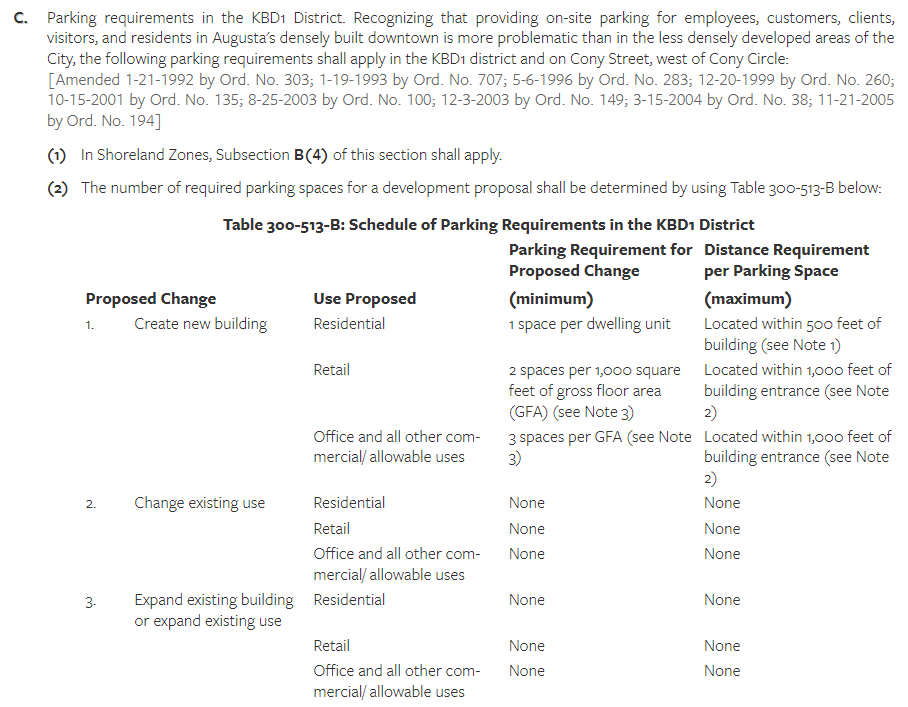 C. Parking requirements in the KBD1 District. Recognizing that providing on-site parking for employees, customers, clients,
visitors, and residents in Augusta's densely built downtown is more problematic than in the less densely developed areas of the
City, the following parking requirements shall apply in the KBD1 district and on Cony Street, west of Cony Circle:
[Amended 1-21-1992 by Ord. No. 303; 1-19-1993 by Ord. No. 707; 5-6-1996 by Ord. No. 283; 12-20-1999 by Ord. No. 260;
10-15-2001 by Ord. No. 135; 8-25-2003 by Ord. No. 100; 12-3-2003 by Ord. No. 149; 3-15-2004 by Ord. No. 38; 11-21-2005
by Ord. No. 194]
(1) In Shoreland Zones, Subsection B(4) of this section shall apply.
(2) The number of required parking spaces for a development proposal shall be determined by using Table 300-513-B below:
Table 300-513-B: Schedule of Parking Requirements in the KBD1 District
Parking Requirement for Distance Requirement
Proposed Change per Parking Space
Proposed Change Use Proposed (minimum) (maximum)
1. Create new building Residential 1 space per dwelling unit Located within 500 feet of
building (see Note 1)
Retail 2 spaces per 1,000 square Located within 1,000 feet of
feet of gross floor area building entrance (see Note
(GFA) (see Note 3) 2)
Office and all other com- 3 spaces per GFA (see Note Located within 1,000 feet of
mercial/ allowable uses 3) building entrance (see Note
2)
2. Change existing use Residential None None
Retail None None
Office and all other com- None None
mercial/ allowable uses
3. Expand existing building Residential None None
or expand existing use
Retail None None
Office and all other com- None None
mercial/ allowable uses